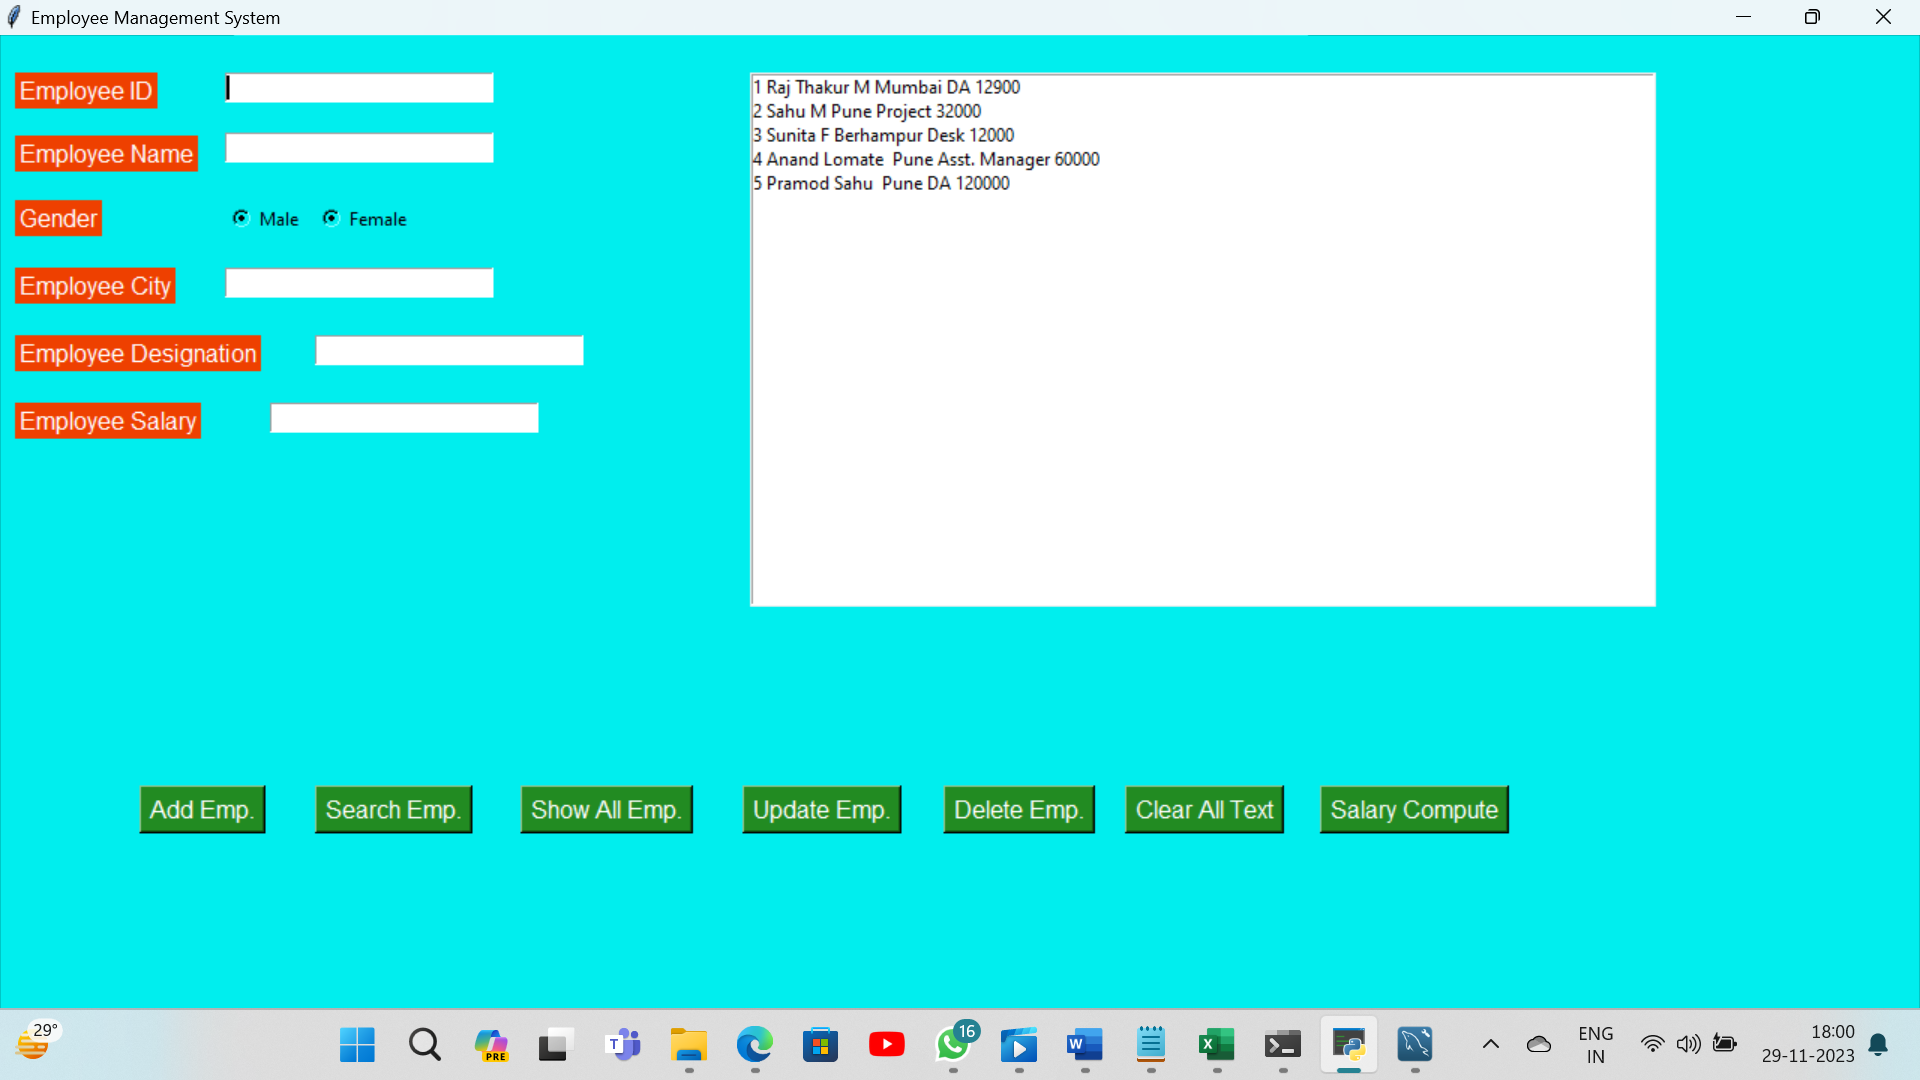 Employee Management System
Employee ID
Employee Name
Gender
Male
Female
Employee City
Employee Designation
Employee Salary
1 Raj Thakur M Mumbai DA 12900
2 Sahu M Pune Project 32000
3 Sunita F Berhampur Desk 12000
4 Anand Lomate  Pune Asst. Manager 60000
5 Pramod Sahu  Pune DA 120000
Add Emp.
Search Emp.
Show All Emp.
Update Emp.
Delete Emp.
Clear All Text
Salary Compute
29°
PRE
T
16
W
X
ENG
IN
18:00
29-11-2023